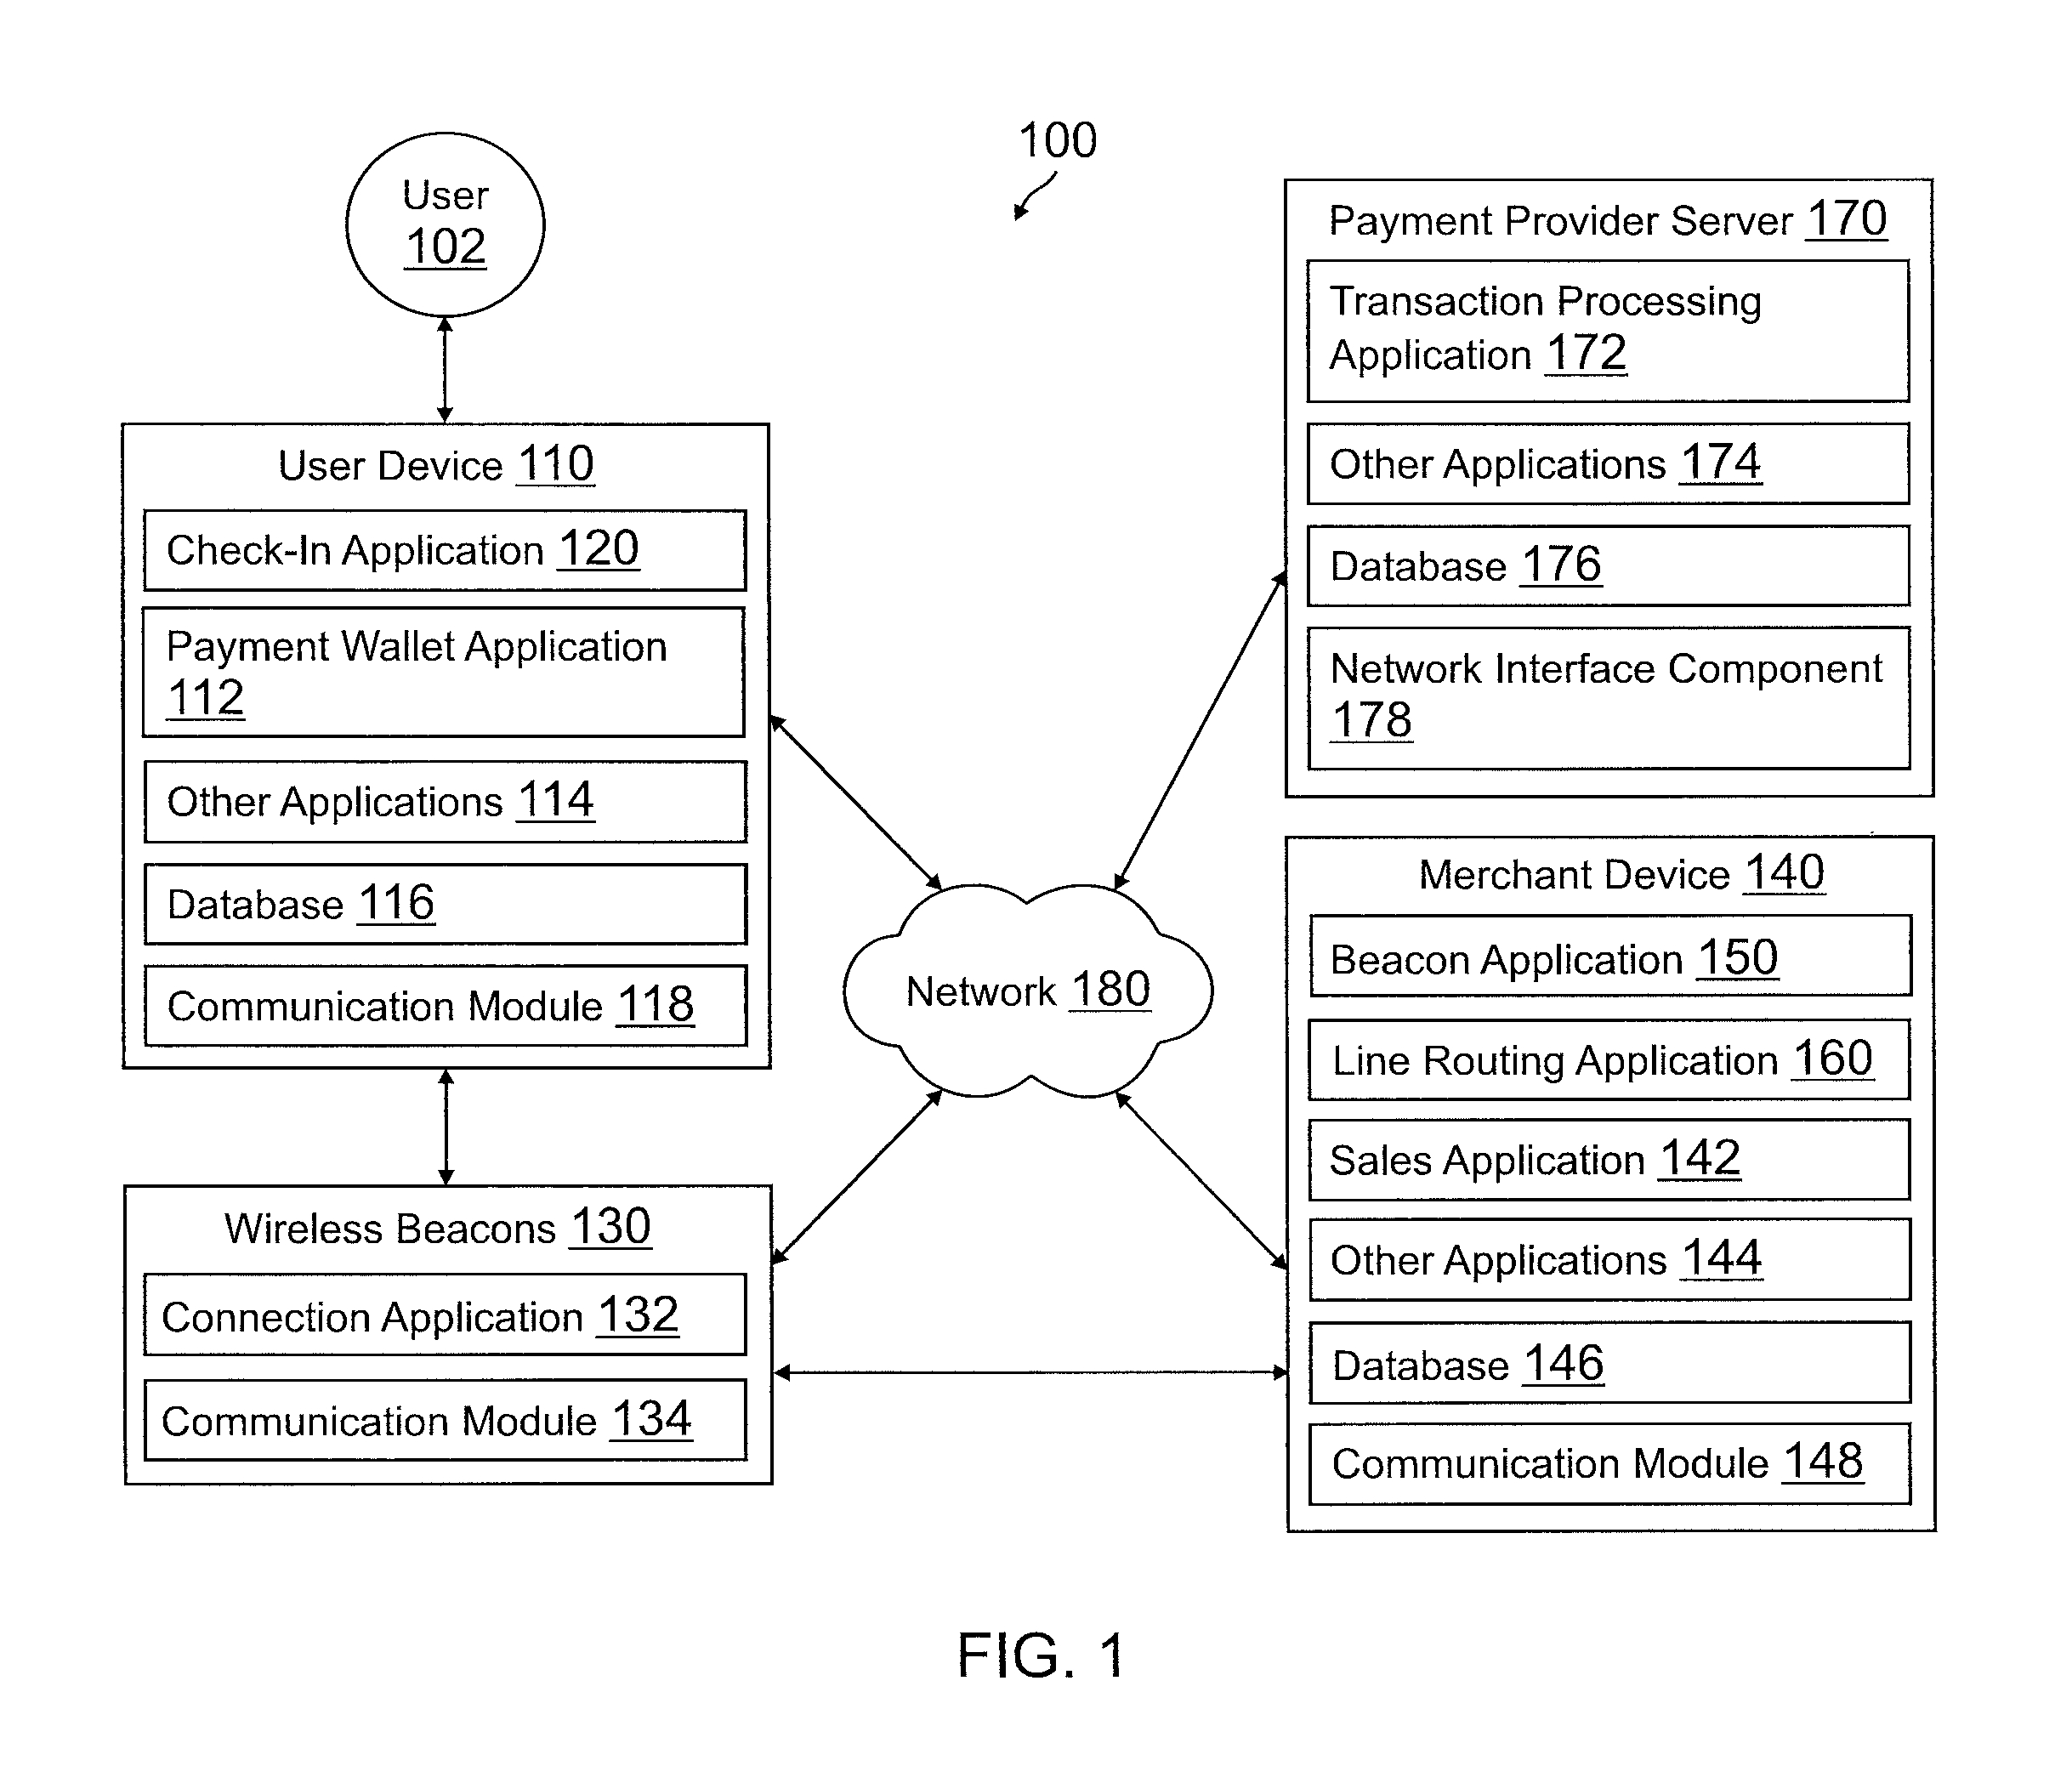 100
User
102
User Device 110
Check-In Application 120
Payment Wallet Application
112
Other Applications 114
Database 116
Communication Module 118
Wireless Beacons 130
Connection Application 132
Communication Module 134
Network 180
Payment Provider Server 170
Transaction Processing
Application 172
Other Applications 174
Database 176
Network Interface Component
178
Merchant Device 140
Beacon Application 150
Line Routing Application 160
Sales Application 142
Other Applications 144
Database 146
Communication Module 148
FIG. 1